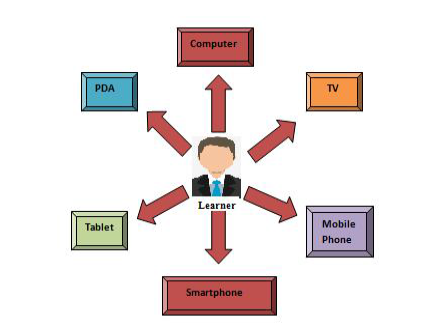 Computer
PDA
TV
Learner
Tablet
Mobile
Phone
Smartphone